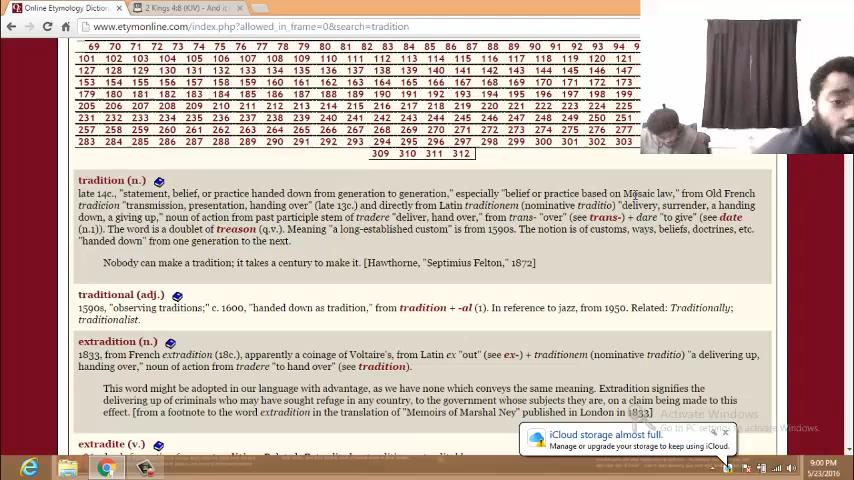 Online Etymology Dictionar
2 Kings 4:8 (KJV) - And it
www.etymonline.com/index.php?allowed_in_frame=0&search=tradition
69 70 71 72 73 74 75 76 77 78 79 80 81 82 83 84 85 86 87 88 89 90 91 92 93 94 9
101 102 103 104 105 106 107 108 109 110 111 112 113 114 115 116 117 118 119 120 121
127 128 129 130 131 132 133 134 135 136 137 138 139 140 141 142 143 144 145 146 147
153 154 155 156 157 158 159 160 161 162 163 164 165 166 167 168 169 170 171 172 173
179 180 181 182 183 184 185 186 187 188 189 190 191 192 193 194 195 196 197 198 199
205 206 207 208 209 210 211 212 213 214 215 216 217 218 219 220 221 222 223 224 225
231 232 233 234 235 236 237 238 239 240 241 242 243 244 245 246 247 248 249 250 251
257 258 259 260 261 262 263 264 265 266 267 268 269 270 271 272 273 274 275 276 277
283 284 285 286 287 288 289 290 291 292 293 294 295 296 297 298 299 300 301 302 303
309 310 311 312
tradition (n.)
late 14c., "statement, belief, or practice handed down from generation to generation," especially "belief or practice based on Mosaic law," from Old French
tradicion "transmission, presentation, handing over" (late 13c.) and directly from Latin traditionem (nominative traditio) "delivery, surrender, a handing
down, a giving up," noun of action from past participle stem of tradere "deliver, hand over," from trans- "over" (see trans-) + dare "to give" (see date
(n.1)). The word is a doublet of treason (q.v.). Meaning "a long-established custom" is from 1590s. The notion is of customs, ways, beliefs, doctrines, etc.
"handed down" from one generation to the next.
Nobody can make a tradition; it takes a century to make it. [Hawthorne, "Septimius Felton," 1872]
traditional (adj.)
1590s, "observing traditions;" c. 1600, "handed down as tradition," from tradition + -al (1). In reference to jazz, from 1950. Related: Traditionally;
traditionalist.
extradition (n.)
1833, from French extradition (18c.), apparently a coinage of Voltaire's, from Latin ex "out" (see ex-) + traditionem (nominative traditio) "a delivering up,
handing over," noun of action from tradere "to hand over" (see tradition).
This word might be adopted in our language with advantage, as we have none which conveys the same meaning. Extradition signifies the
delivering up of criminals who may have sought refuge in any country, to the government whose subjects they are, on a claim being made to this
effect. [from a footnote to the word extradition in the translation of "Memoirs of Marshal Ney" published in London in 1833]
Activate Windows
Go to PC settings to activate Windows.
extradite (v.)
iCloud storage almost full.
Manage or upgrade your storage to keep using iCloud.
9:00 PM
5/23/2016